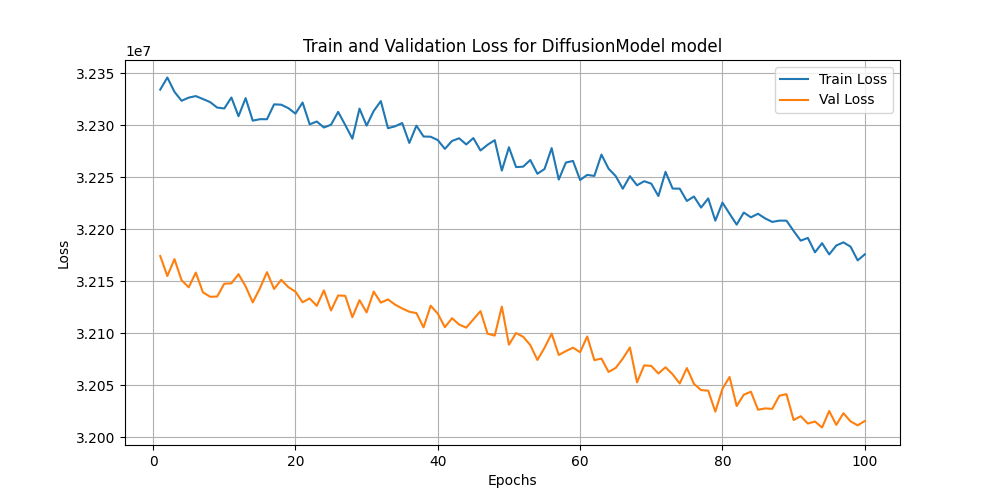 Train and Validation Loss for DiffusionModel model
1e7
3.235
3.230
3.225
3.220
3.215
3.210
3.205
3.200
Loss
Train Loss
Val Loss
0 20 40 60 80 100
Epochs